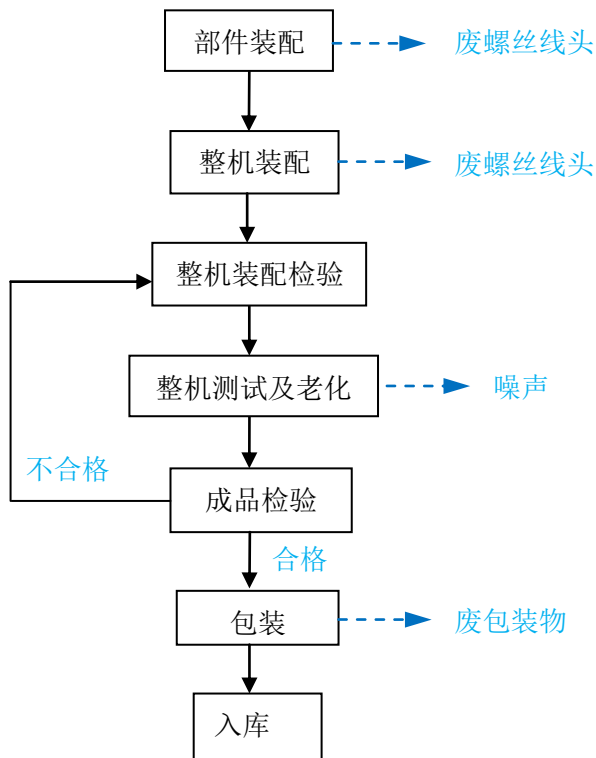 部件装配
废螺丝线头
整机装配
废螺丝线头
整机装配检验
整机测试及老化
噪声
不合格
成品检验
合格
包装
废包装物
入库